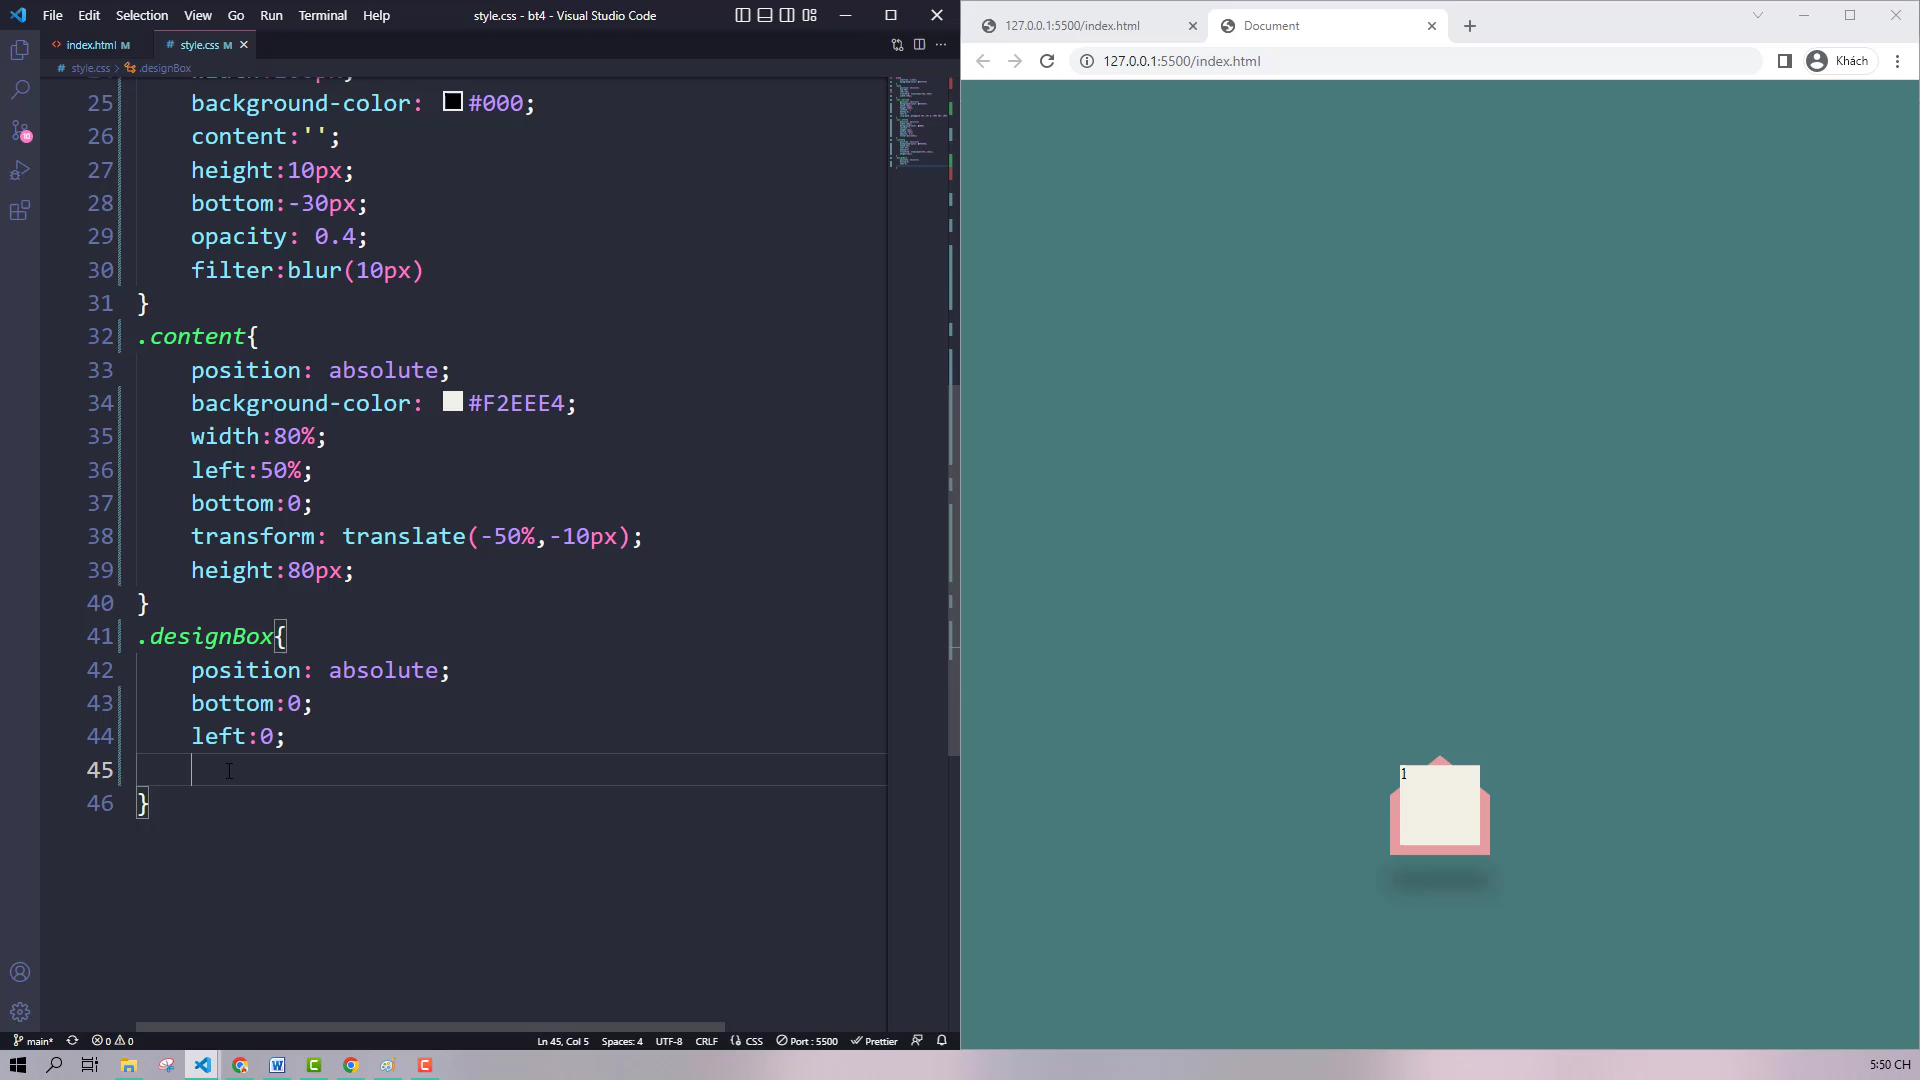 File Edit Selection View Go Run Terminal Help
style.css - bt4 - Visual Studio Code
index.html M
style.css M
style.css > .designBox
25 background-color: #000;
26 content:'';
27 height:10px;
28 bottom:-30px;
29 opacity: 0.4;
30 filter:blur(10px)
31 }
32 .content{
33 position: absolute;
34 background-color: #F2EEE4;
35 width:80%;
36 left:50%;
37 bottom:0;
38 transform: translate(-50%,-10px);
39 height:80px;
40 }
41 .designBox{
42 position: absolute;
43 bottom:0;
44 left:0;
45
46 }
main* 0 0 Ln 45, Col 5 Spaces: 4 UTF-8 CRLF CSS Port : 5500 Prettier
127.0.0.1:5500/index.html
Document
127.0.0.1:5500/index.html
Khách
1
5:50 CH